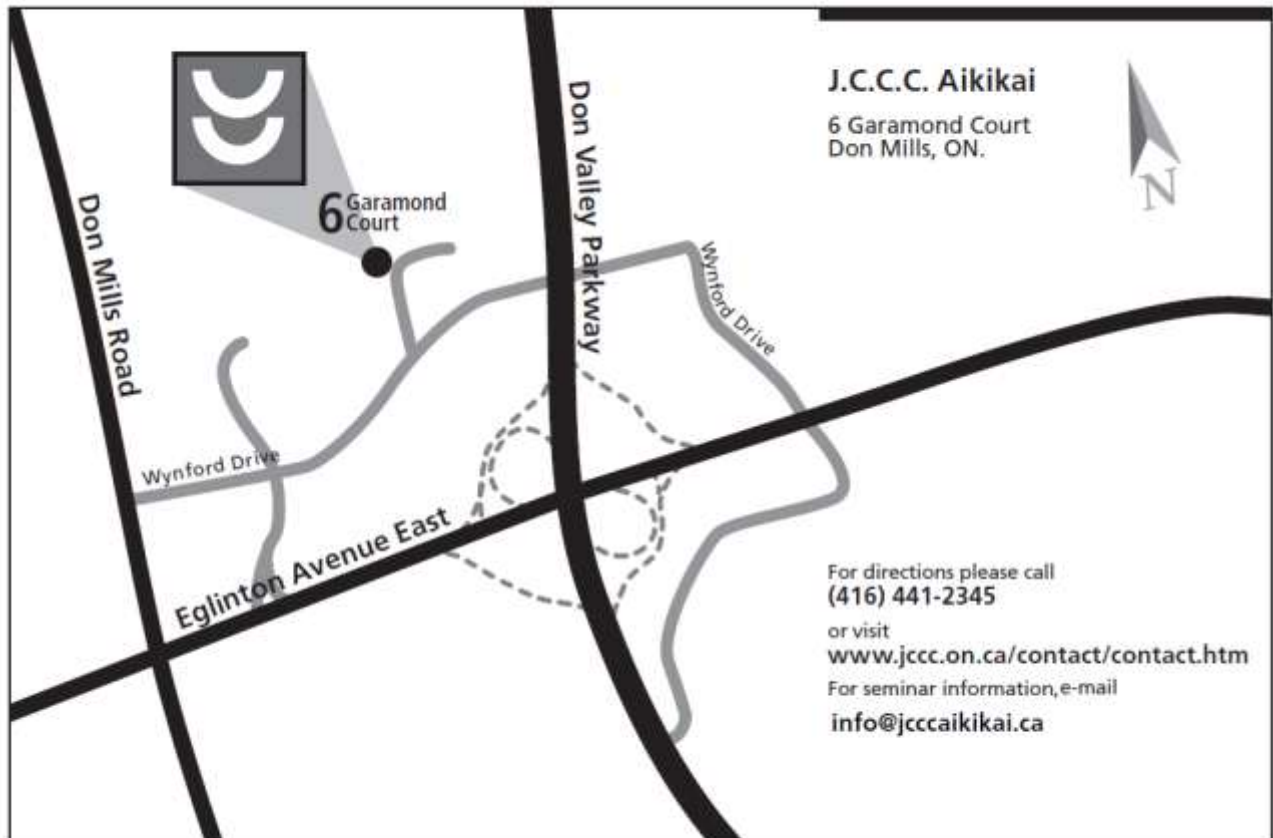 J.C.C.C. Aikikai
6 Garamond Court
Don Mills, ON.
N
6 Garamond
Court
Don Mills Road
Don Valley Parkway
Wynford Drive
Wynford Drive
Eglinton Avenue East
For directions please call
(416) 441-2345
or visit
www.jccc.on.ca/contact/contact.htm
For seminar information,e-mail
info@jcccaikikai.ca